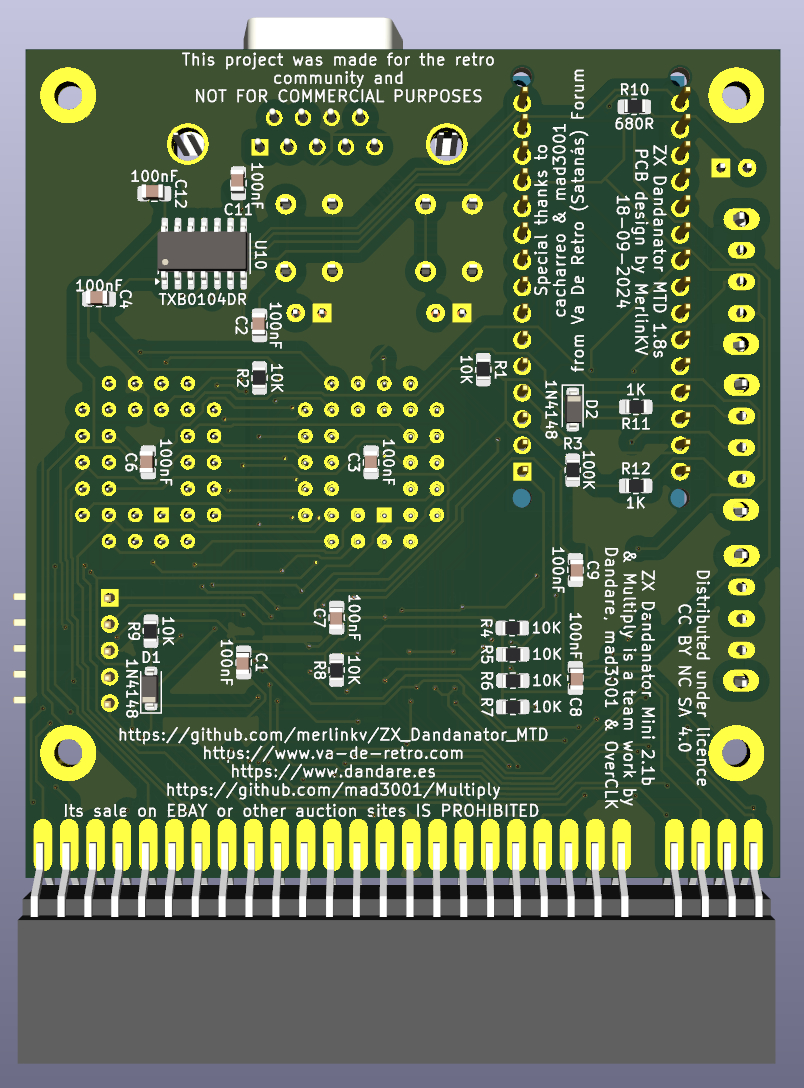 This project was made for the retro
community and
NOT FOR COMMERCIAL PURPOSES
R10
680R
100nF
C12
100nF
C11
U10
TXB0104DR
100nF
C4
C2
100nF
R2
10K
10K
R1
Special thanks to
cacharreo & mad3001
from Va De Retro (Satanás) Forum
ZX Dandanator MTD 1.8s
PCB design by MerlinKV
18-09-2024
1N4148
D2
1K
R11
R3
100K
R12
1K
C6
100nF
C3
100nF
100nF
C9
R9
10K
D1
1N4148
100nF
C1
C7
100nF
R8
10K
R4
10K
R5
10K
R6
10K
R7
10K
100nF
C8
ZX Dandanator Mini 2.1b
& Multiply is a team work by
Dandare, mad3001 & OverCLK
Distributed under licence
CC BY NC SA 4.0
https://github.com/merlinkv/ZX_Dandanator_MTD
https://www.va-de-retro.com
https://www.dandare.es
https://github.com/mad3001/Multiply
Its sale on EBAY or other auction sites IS PROHIBITED